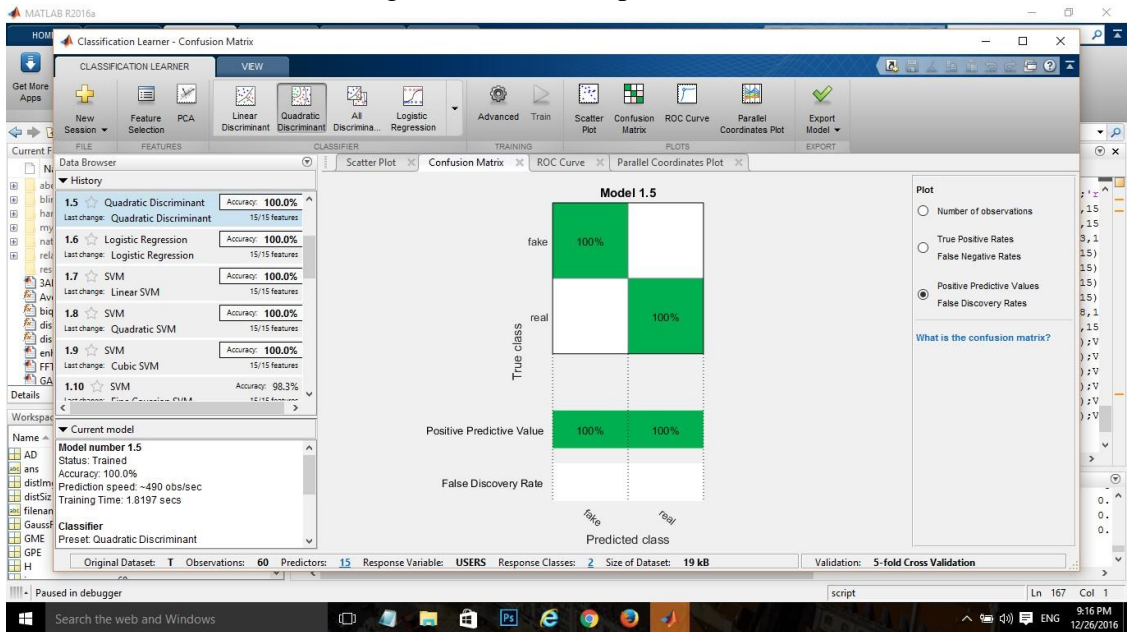 MATLAB R2016a
HOM
Classification Learner - Confusion Matrix
CLASSIFICATION LEARNER VIEW
Get More Apps
New Session
Feature Selection
PCA
Linear Discriminant
Quadratic Discriminant
All Discrimina...
Logistic Regression
Advanced
Train
Scatter Plot
Confusion Matrix
ROC Curve
Parallel Coordinates Plot
Export Model
FILE FEATURES CLASSIFIER TRAINING PLOTS EXPORT
Current F
Data Browser
Scatter Plot Confusion Matrix ROC Curve Parallel Coordinates Plot
History
1.5 Quadratic Discriminant Accuracy: 100.0%
Last change: Quadratic Discriminant 15/15 features
1.6 Logistic Regression Accuracy: 100.0%
Last change: Logistic Regression 15/15 features
1.7 SVM Accuracy: 100.0%
Last change: Linear SVM 15/15 features
1.8 SVM Accuracy: 100.0%
Last change: Quadratic SVM 15/15 features
1.9 SVM Accuracy: 100.0%
Last change: Cubic SVM 15/15 features
1.10 SVM Accuracy: 98.3%
Current model
Model number 1.5
Status: Trained
Accuracy: 100.0%
Prediction speed: ~490 obs/sec
Training Time: 1.8197 secs
Classifier
Preset: Quadratic Discriminant
Model 1.5
fake 100%
real 100%
True class
Positive Predictive Value 100% 100%
False Discovery Rate
fake real
Predicted class
Plot
Number of observations
True Positive Rates
False Negative Rates
Positive Predictive Values
False Discovery Rates
What is the confusion matrix?
Details
Workspac
Name
AD
ans
distIm
distSiz
filenan
GaussF
GME
GPE
H
Original Dataset: T Observations: 60 Predictors: 15 Response Variable: USERS Response Classes: 2 Size of Dataset: 19 kB Validation: 5-fold Cross Validation
Paused in debugger script Ln 167 Col 1
Search the web and Windows
Ps
ENG
9:16 PM
12/26/2016